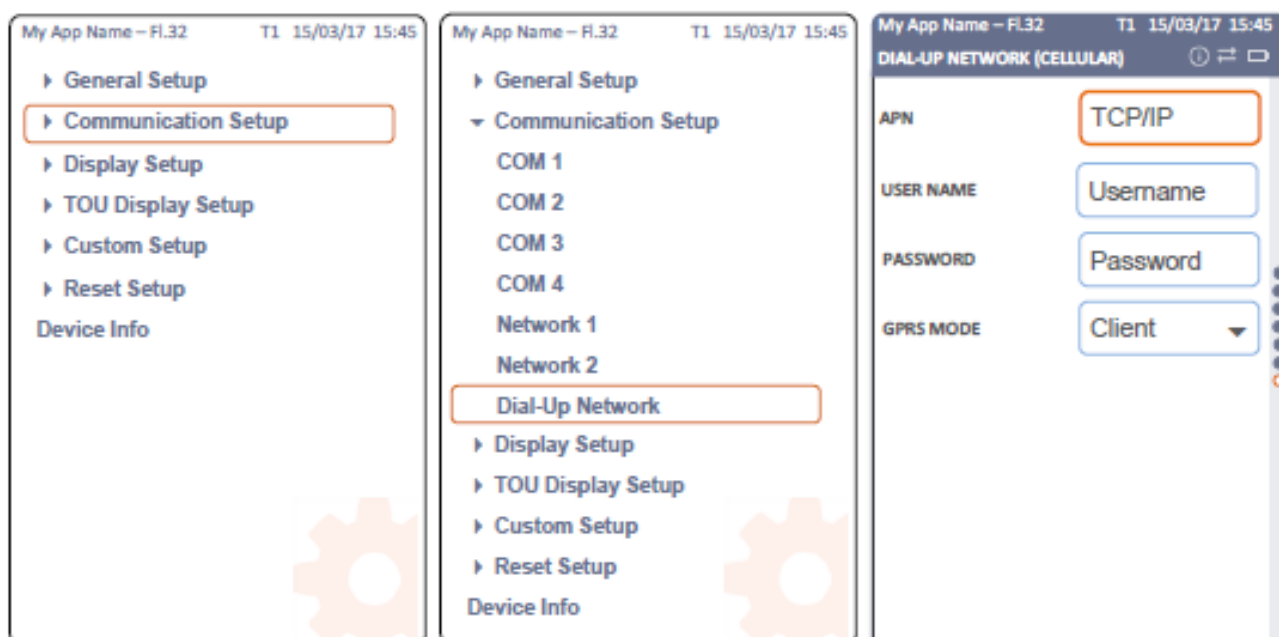 My App Name – Fl.32 T1 15/03/17 15:45
General Setup
Communication Setup
Display Setup
TOU Display Setup
Custom Setup
Reset Setup
Device Info
My App Name – Fl.32 T1 15/03/17 15:45
General Setup
Communication Setup
COM 1
COM 2
COM 3
COM 4
Network 1
Network 2
Dial-Up Network
Display Setup
TOU Display Setup
Custom Setup
Reset Setup
Device Info
My App Name – Fl.32 T1 15/03/17 15:45
DIAL-UP NETWORK (CELLULAR)
APN TCP/IP
USER NAME Username
PASSWORD Password
GPRS MODE Client